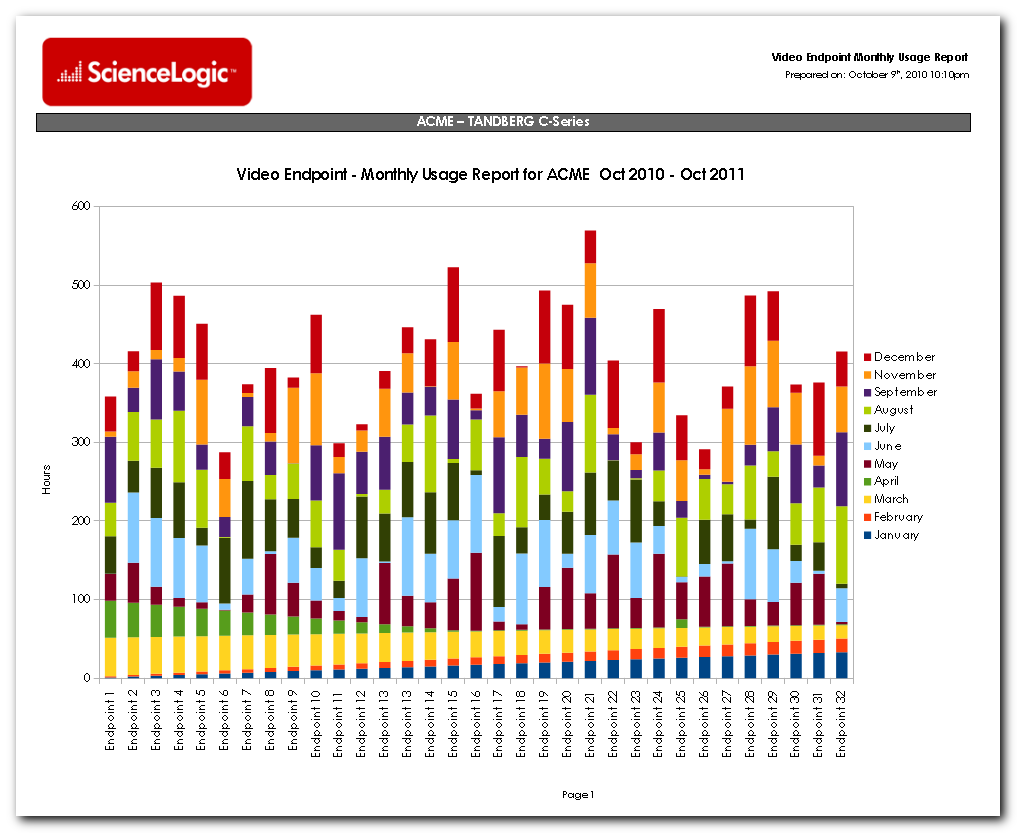 ScienceLogic™
Video Endpoint Monthly Usage Report
Prepared on: October 9th, 2010 10:10pm
ACME – TANDBERG C-Series
Video Endpoint - Monthly Usage Report for ACME  Oct 2010 - Oct 2011
600
500
400
300
200
100
0
Hours
December
November
September
August
July
June
May
April
March
February
January
Endpoint 1
Endpoint 2
Endpoint 3
Endpoint 4
Endpoint 5
Endpoint 6
Endpoint 7
Endpoint 8
Endpoint 9
Endpoint 10
Endpoint 11
Endpoint 12
Endpoint 13
Endpoint 13
Endpoint 14
Endpoint 15
Endpoint 16
Endpoint 17
Endpoint 18
Endpoint 19
Endpoint 20
Endpoint 21
Endpoint 22
Endpoint 23
Endpoint 24
Endpoint 25
Endpoint 26
Endpoint 27
Endpoint 28
Endpoint 29
Endpoint 30
Endpoint 31
Endpoint 32
Page 1